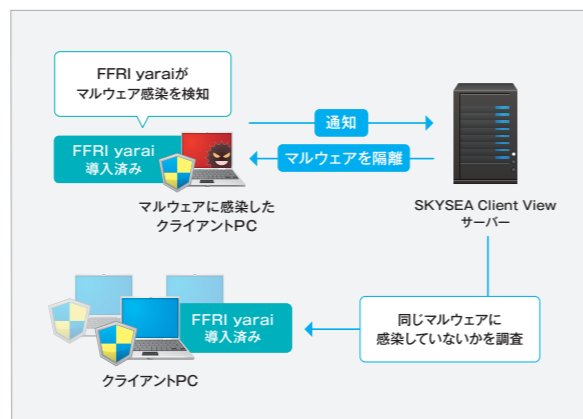 FFRI yaraiが
マルウェア感染を検知
通知
FFRI yarai
導入済み
マルウェアを隔離
マルウェアに感染した
クライアントPC
SKYSEA Client View
サーバー
FFRI yarai
導入済み
同じマルウェアに
感染していないかを調査
クライアントPC